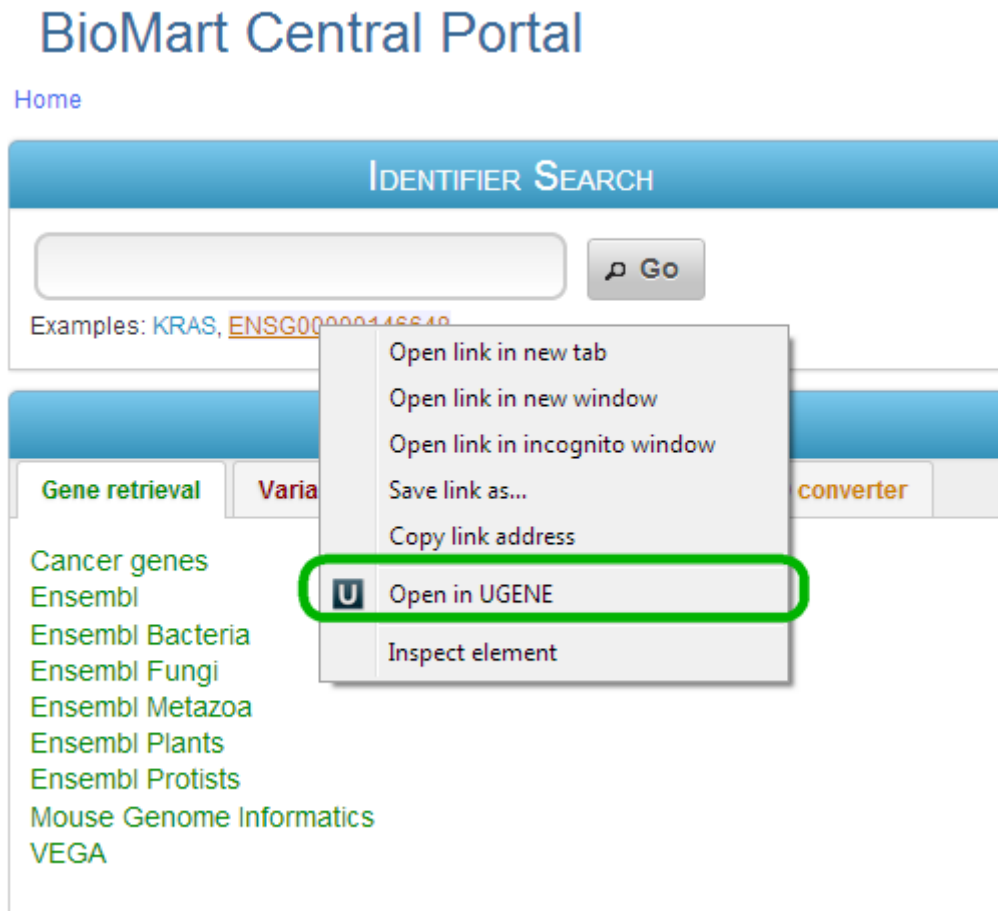 BioMart Central Portal
Home
IDENTIFIER SEARCH
Go
Examples: KRAS, ENSG00000146648
Open link in new tab
Open link in new window
Open link in incognito window
Gene retrieval
Save link as...
converter
Copy link address
Cancer genes
Ensembl
U Open in UGENE
Ensembl Bacteria
Inspect element
Ensembl Fungi
Ensembl Metazoa
Ensembl Plants
Ensembl Protists
Mouse Genome Informatics
VEGA